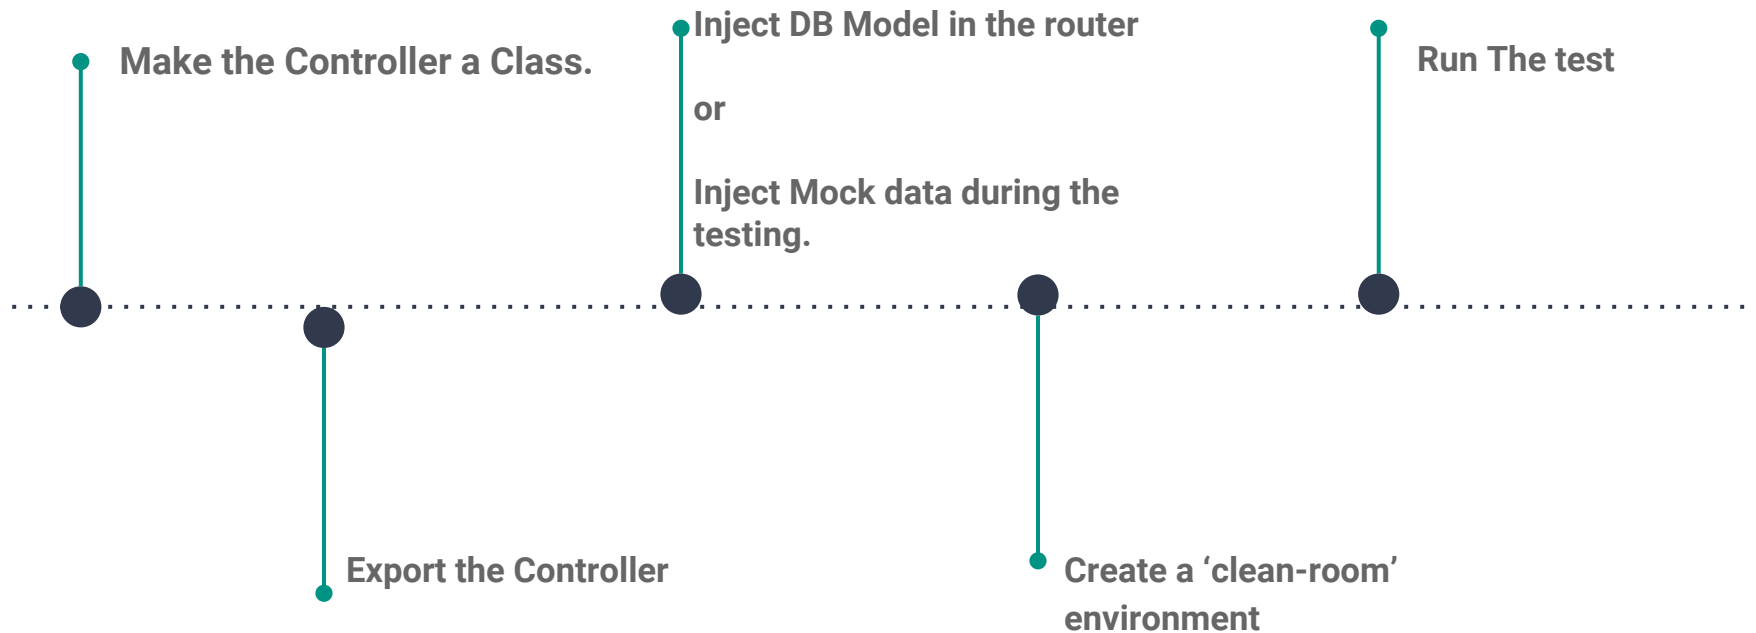 Make the Controller a Class.
Export the Controller
Inject DB Model in the router
or
Inject Mock data during the
testing.
Create a ‘clean-room’
environment
Run The test